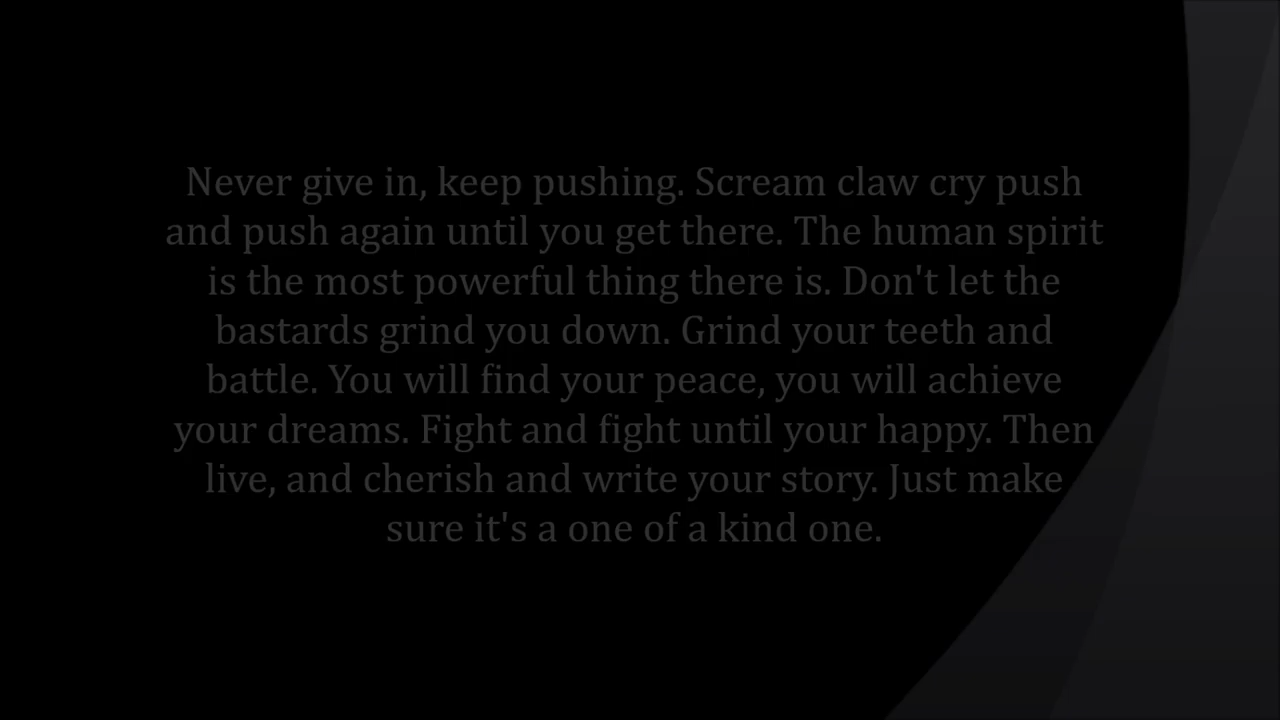 Never give in, keep pushing. Scream claw cry push
and push again until you get there. The human spirit
is the most powerful thing there is. Don't let the
bastards grind you down. Grind your teeth and
battle. You will find your peace, you will achieve
your dreams. Fight and fight until your happy. Then
live, and cherish and write your story. Just make
sure it's a one of a kind one.